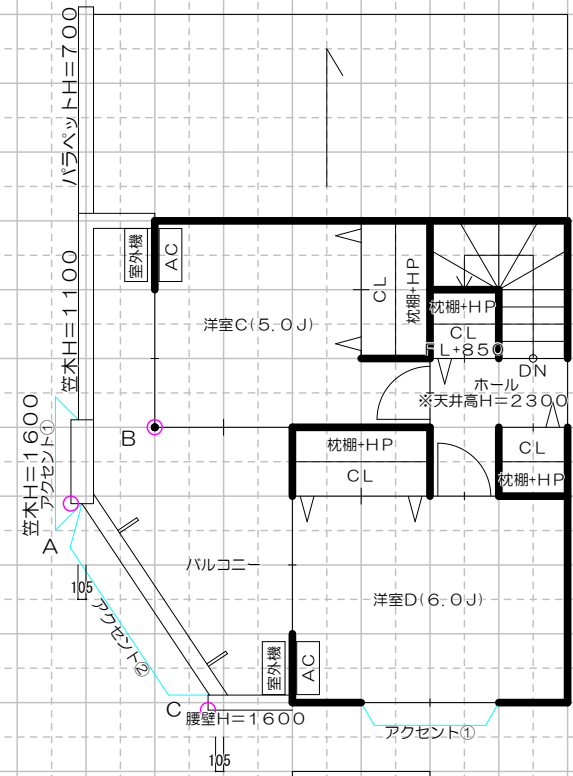 パラペットH=700
室外機
AC
CL
枕棚+HP
笠木H=1100
洋室C(5.0J)
枕棚+HP
CL
FL+850
DN
ホール
※天井高H=2300
笠木H=1600
アクセント①
B
枕棚+HP
CL
CL
枕棚+HP
A
バルコニー
105
アクセント②
洋室D(6.0J)
室外機
AC
C
腰壁H=1600
アクセント①
105